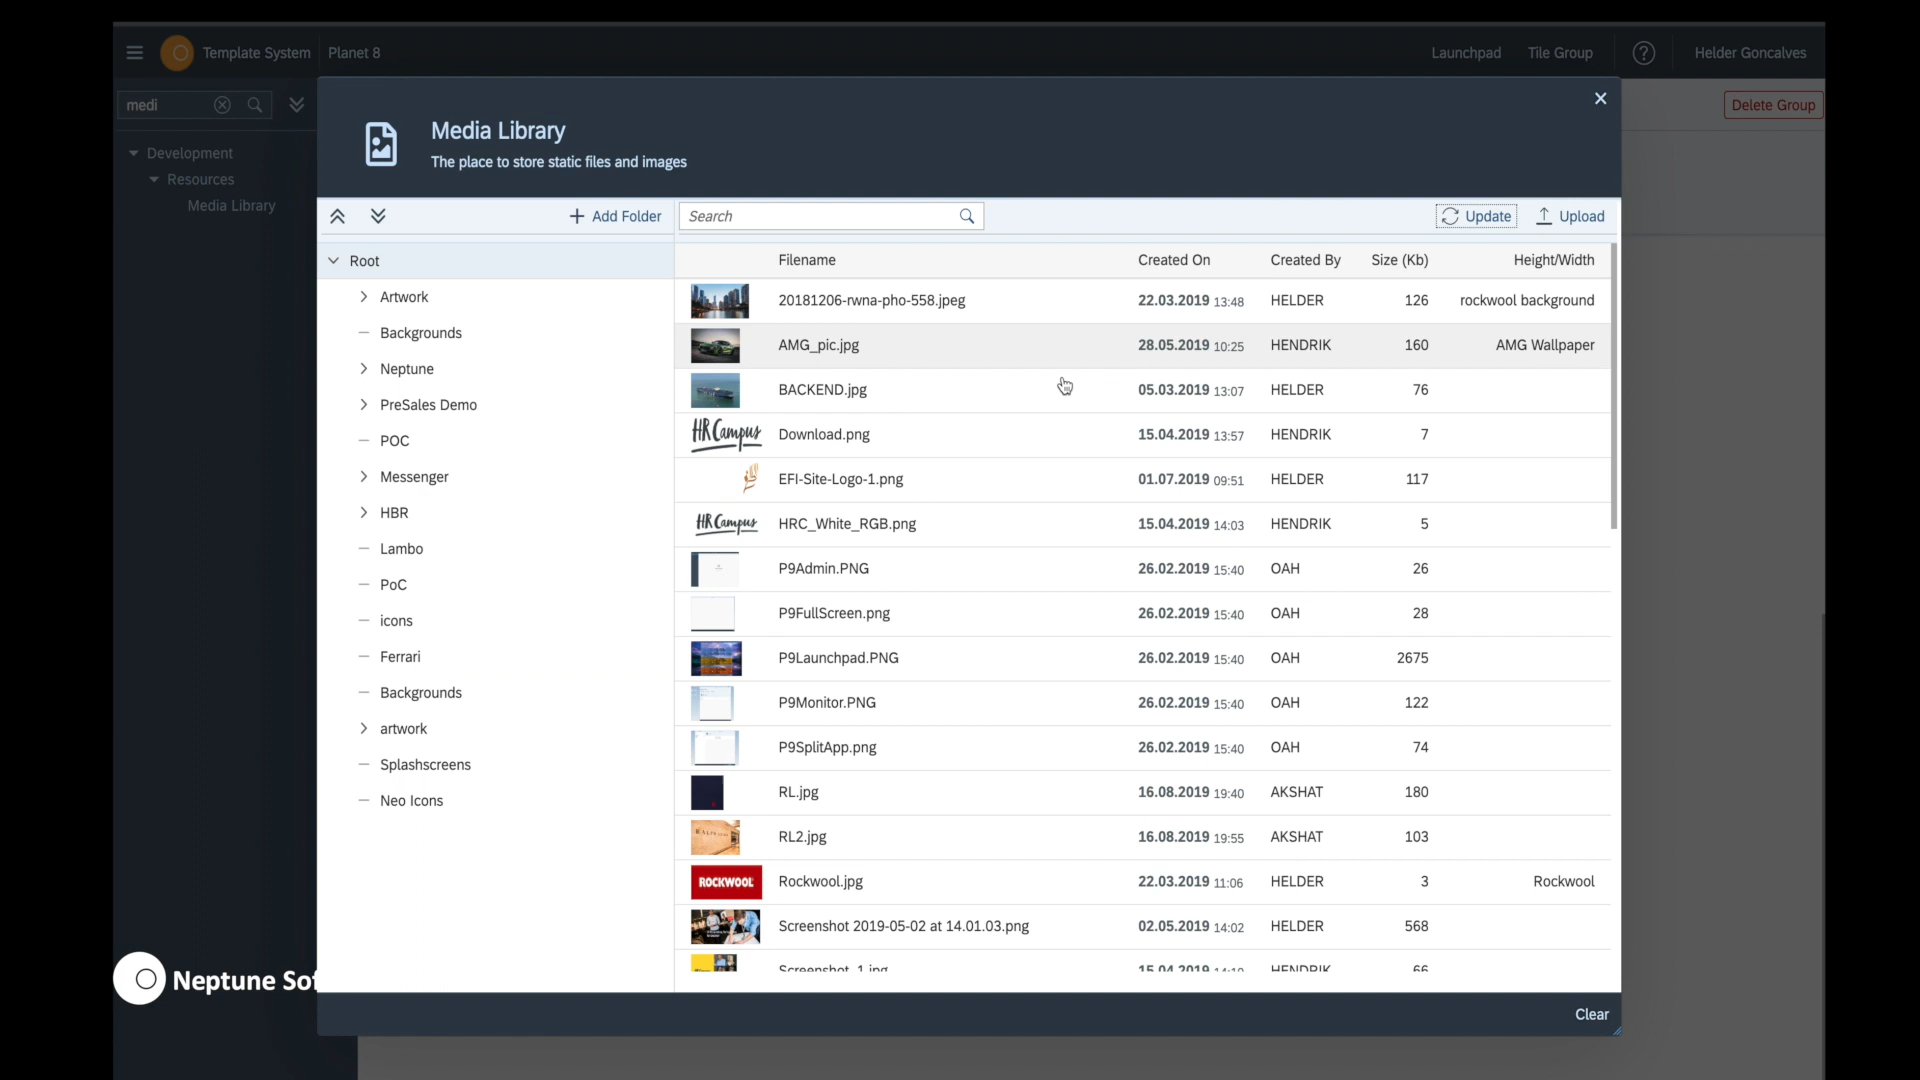 Template System Planet 8 Launchpad Tile Group Helder Goncalves
medi
Delete Group
Development
Resources
Media Library
Media Library
The place to store static files and images
Add Folder Search Update Upload
Root
Artwork
Backgrounds
Neptune
PreSales Demo
POC
Messenger
HBR
Lambo
PoC
icons
Ferrari
Backgrounds
artwork
Splashscreens
Neo Icons
Filename Created On Created By Size (Kb) Height/Width
20181206-rwna-pho-558.jpeg 22.03.2019 13:48 HELDER 126 rockwool background
AMG_pic.jpg 28.05.2019 10:25 HENDRIK 160 AMG Wallpaper
BACKEND.jpg 05.03.2019 13:07 HELDER 76
HR Campus Download.png 15.04.2019 13:57 HENDRIK 7
EFI-Site-Logo-1.png 01.07.2019 09:51 HELDER 117
HR Campus HRC_White_RGB.png 15.04.2019 14:03 HENDRIK 5
P9Admin.PNG 26.02.2019 15:40 OAH 26
P9FullScreen.png 26.02.2019 15:40 OAH 28
P9Launchpad.PNG 26.02.2019 15:40 OAH 2675
P9Monitor.PNG 26.02.2019 15:40 OAH 122
P9SplitApp.png 26.02.2019 15:40 OAH 74
RL.jpg 16.08.2019 19:40 AKSHAT 180
RL2.jpg 16.08.2019 19:55 AKSHAT 103
ROCKWOOL Rockwool.jpg 22.03.2019 11:06 HELDER 3 Rockwool
Screenshot 2019-05-02 at 14.01.03.png 02.05.2019 14:02 HELDER 568
Screenshot_1.jpg 15.04.2019 14:10 HENDRIK 66
Neptune Sof
Clear